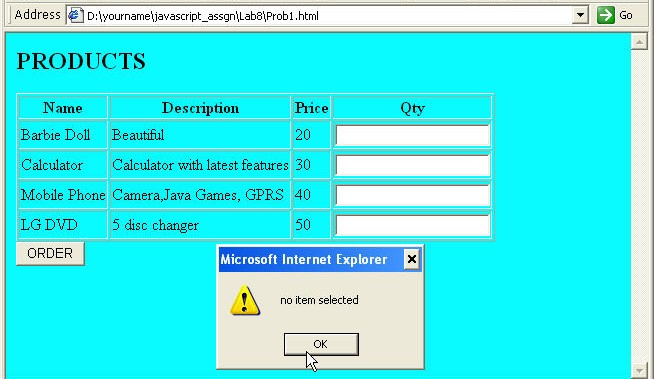 Address D:\yourname\javascript_assgn\Lab8\Prob1.html Go
PRODUCTS
Name Description Price Qty
Barbie Doll Beautiful 20
Calculator Calculator with latest features 30
Mobile Phone Camera,Java Games, GPRS 40
LG DVD 5 disc changer 50
ORDER
Microsoft Internet Explorer
no item selected
OK